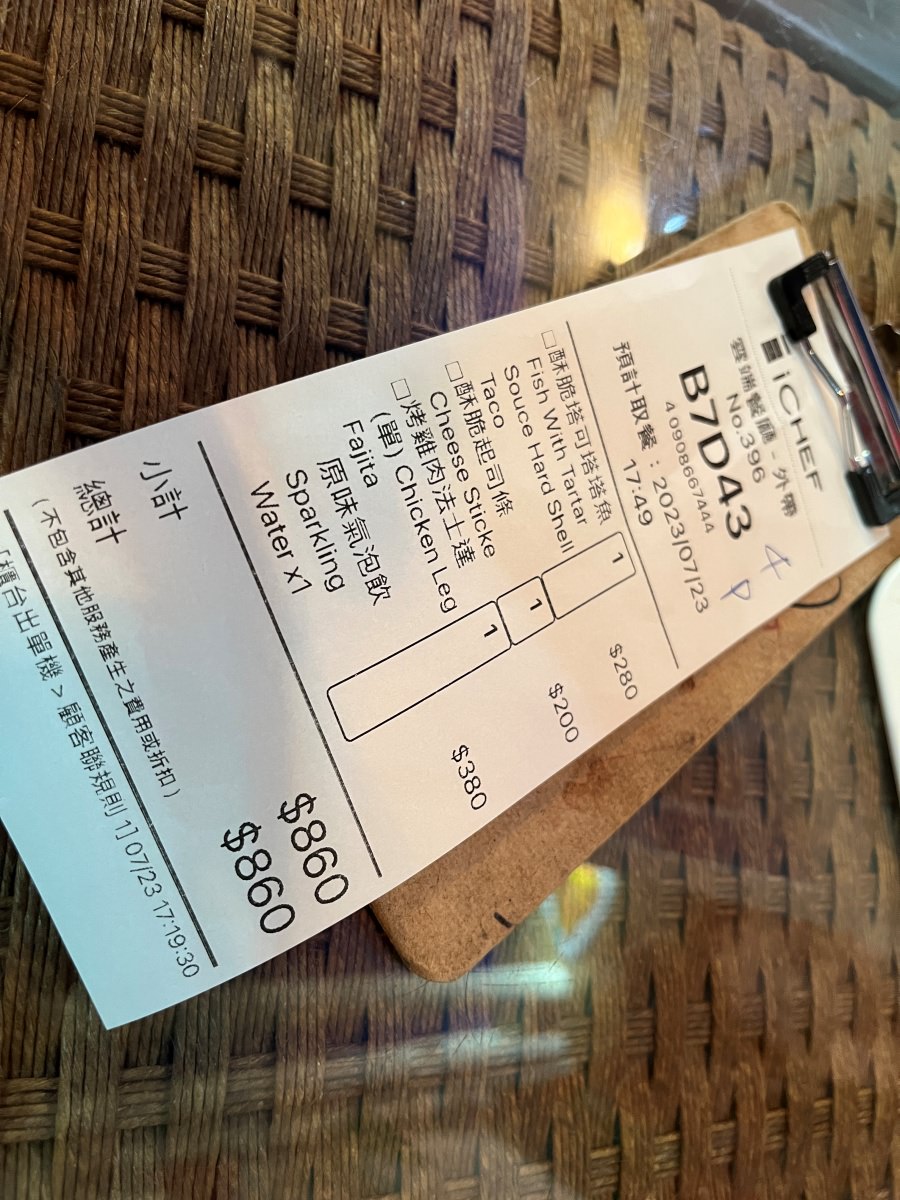 iCHEF
雲端餐廳 - 外帶
No.396
B7D43
4090867444
預計取餐：2023/07/23
17:49
□酥脆塔可塔塔魚 1 $280
Fish With Tartar
Souce Hard Shell
Taco
□酥脆起司條 1 $200
Cheese Sticke
□烤雞肉法士達 1 $380
(單) Chicken Leg
Fajita
原味氣泡飲
Sparkling
Water x1
小計 $860
總計 $860
(不包含其他服務產生之費用或折扣)
[櫃台出單機 > 顧客聯規則 1] 07/23 17:19:30